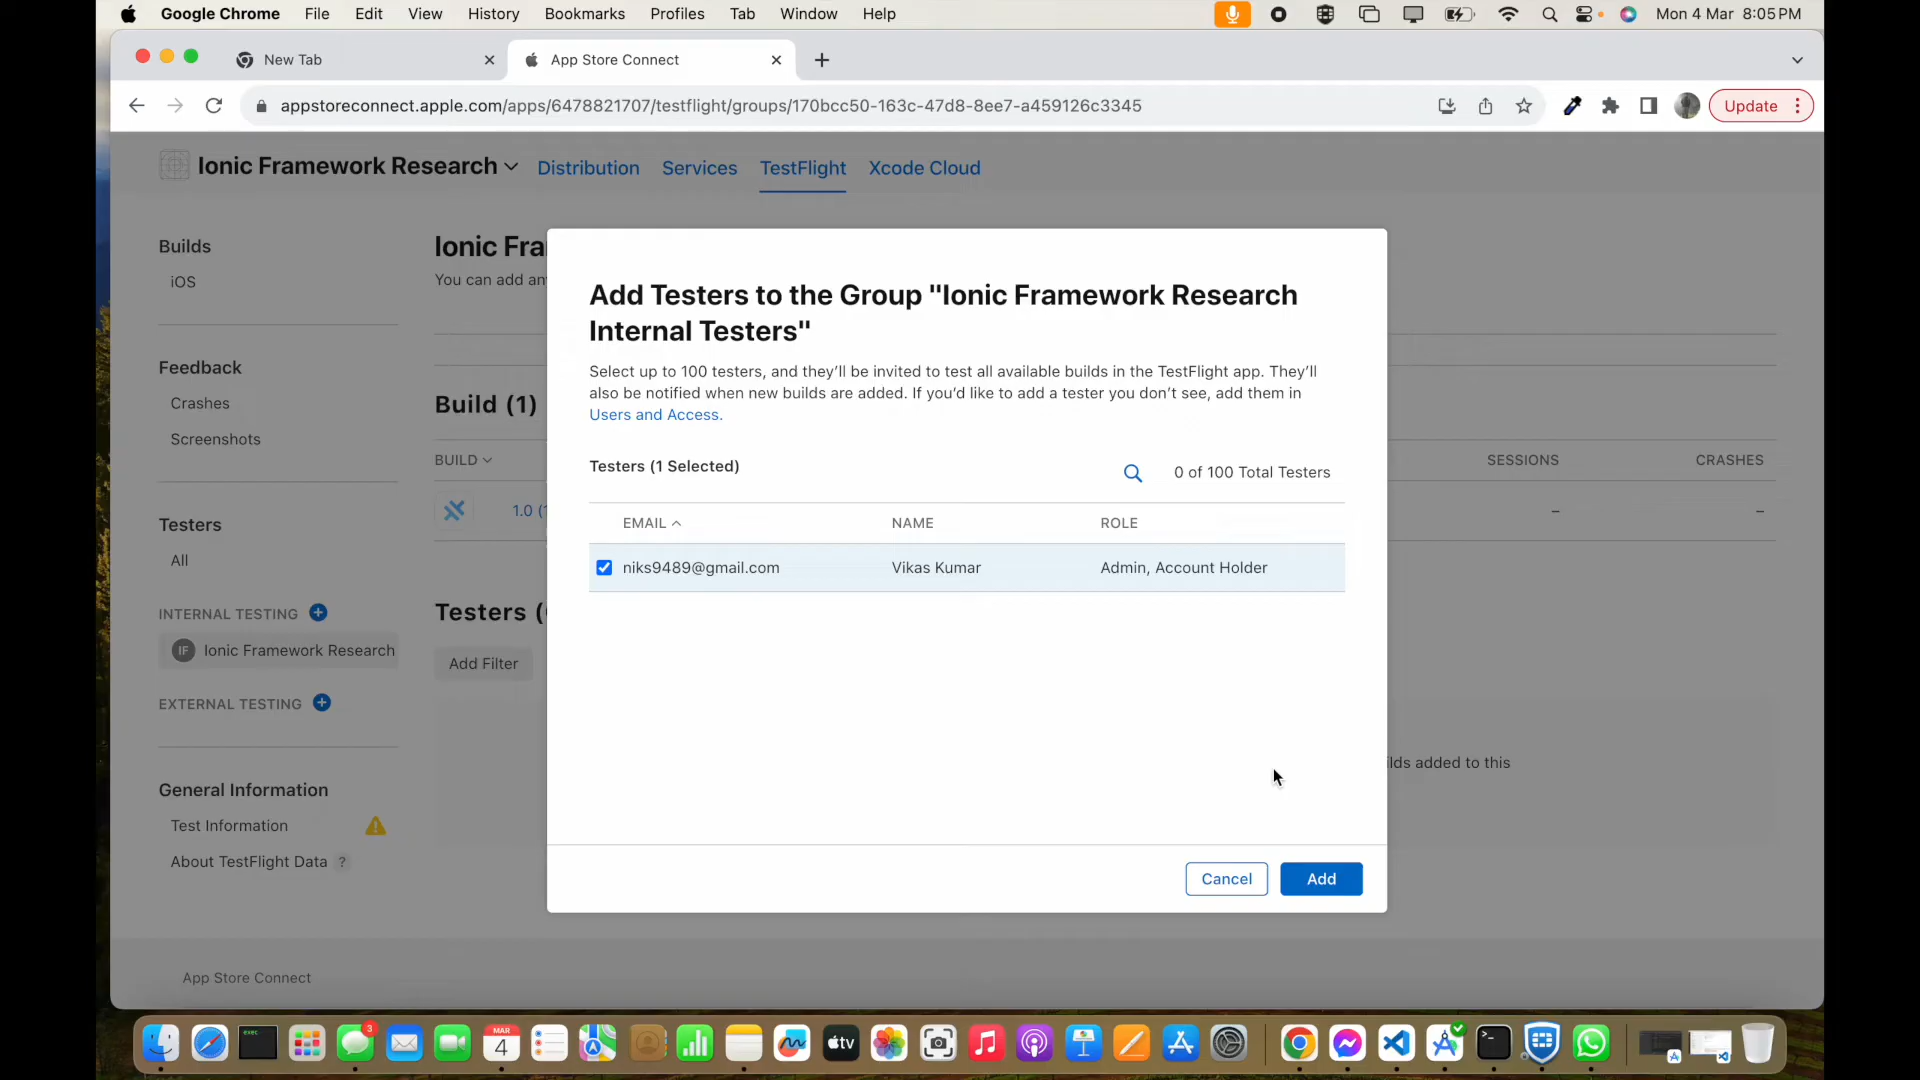 Google Chrome File Edit View History Bookmarks Profiles Tab Window Help Mon 4 Mar 8:05 PM
New Tab
App Store Connect
appstoreconnect.apple.com/apps/6478821707/testflight/groups/170bcc50-163c-47d8-8ee7-a459126c3345
Update
Ionic Framework Research Distribution Services TestFlight Xcode Cloud
Builds
iOS
Feedback
Crashes
Screenshots
Testers
All
INTERNAL TESTING
IF Ionic Framework Research
EXTERNAL TESTING
General Information
Test Information
About TestFlight Data ?
Ionic Fra
You can add an
Build (1)
BUILD SESSIONS CRASHES
1.0 (1 – –
Testers (
Add Filter
ilds added to this
Add Testers to the Group "Ionic Framework Research
Internal Testers"
Select up to 100 testers, and they’ll be invited to test all available builds in the TestFlight app. They’ll
also be notified when new builds are added. If you’d like to add a tester you don’t see, add them in
Users and Access.
Testers (1 Selected)
0 of 100 Total Testers
EMAIL NAME ROLE
niks9489@gmail.com Vikas Kumar Admin, Account Holder
Cancel Add
App Store Connect
exec
3
MAR
4
tv